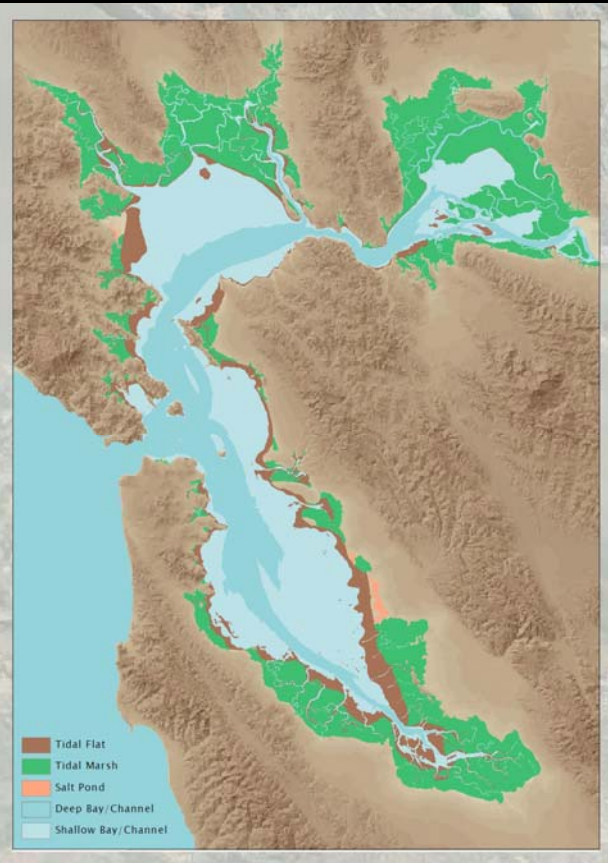 Tidal Flat
Tidal Marsh
Salt Pond
Deep Bay/Channel
Shallow Bay/Channel